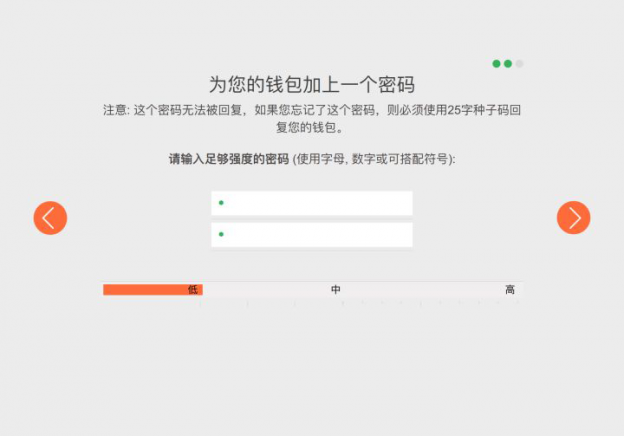 为您的钱包加上一个密码
注意: 这个密码无法被回复，如果您忘记了这个密码，则必须使用25字种子码回
复您的钱包。
请输入足够强度的密码 (使用字母, 数字或可搭配符号):
低 中 高